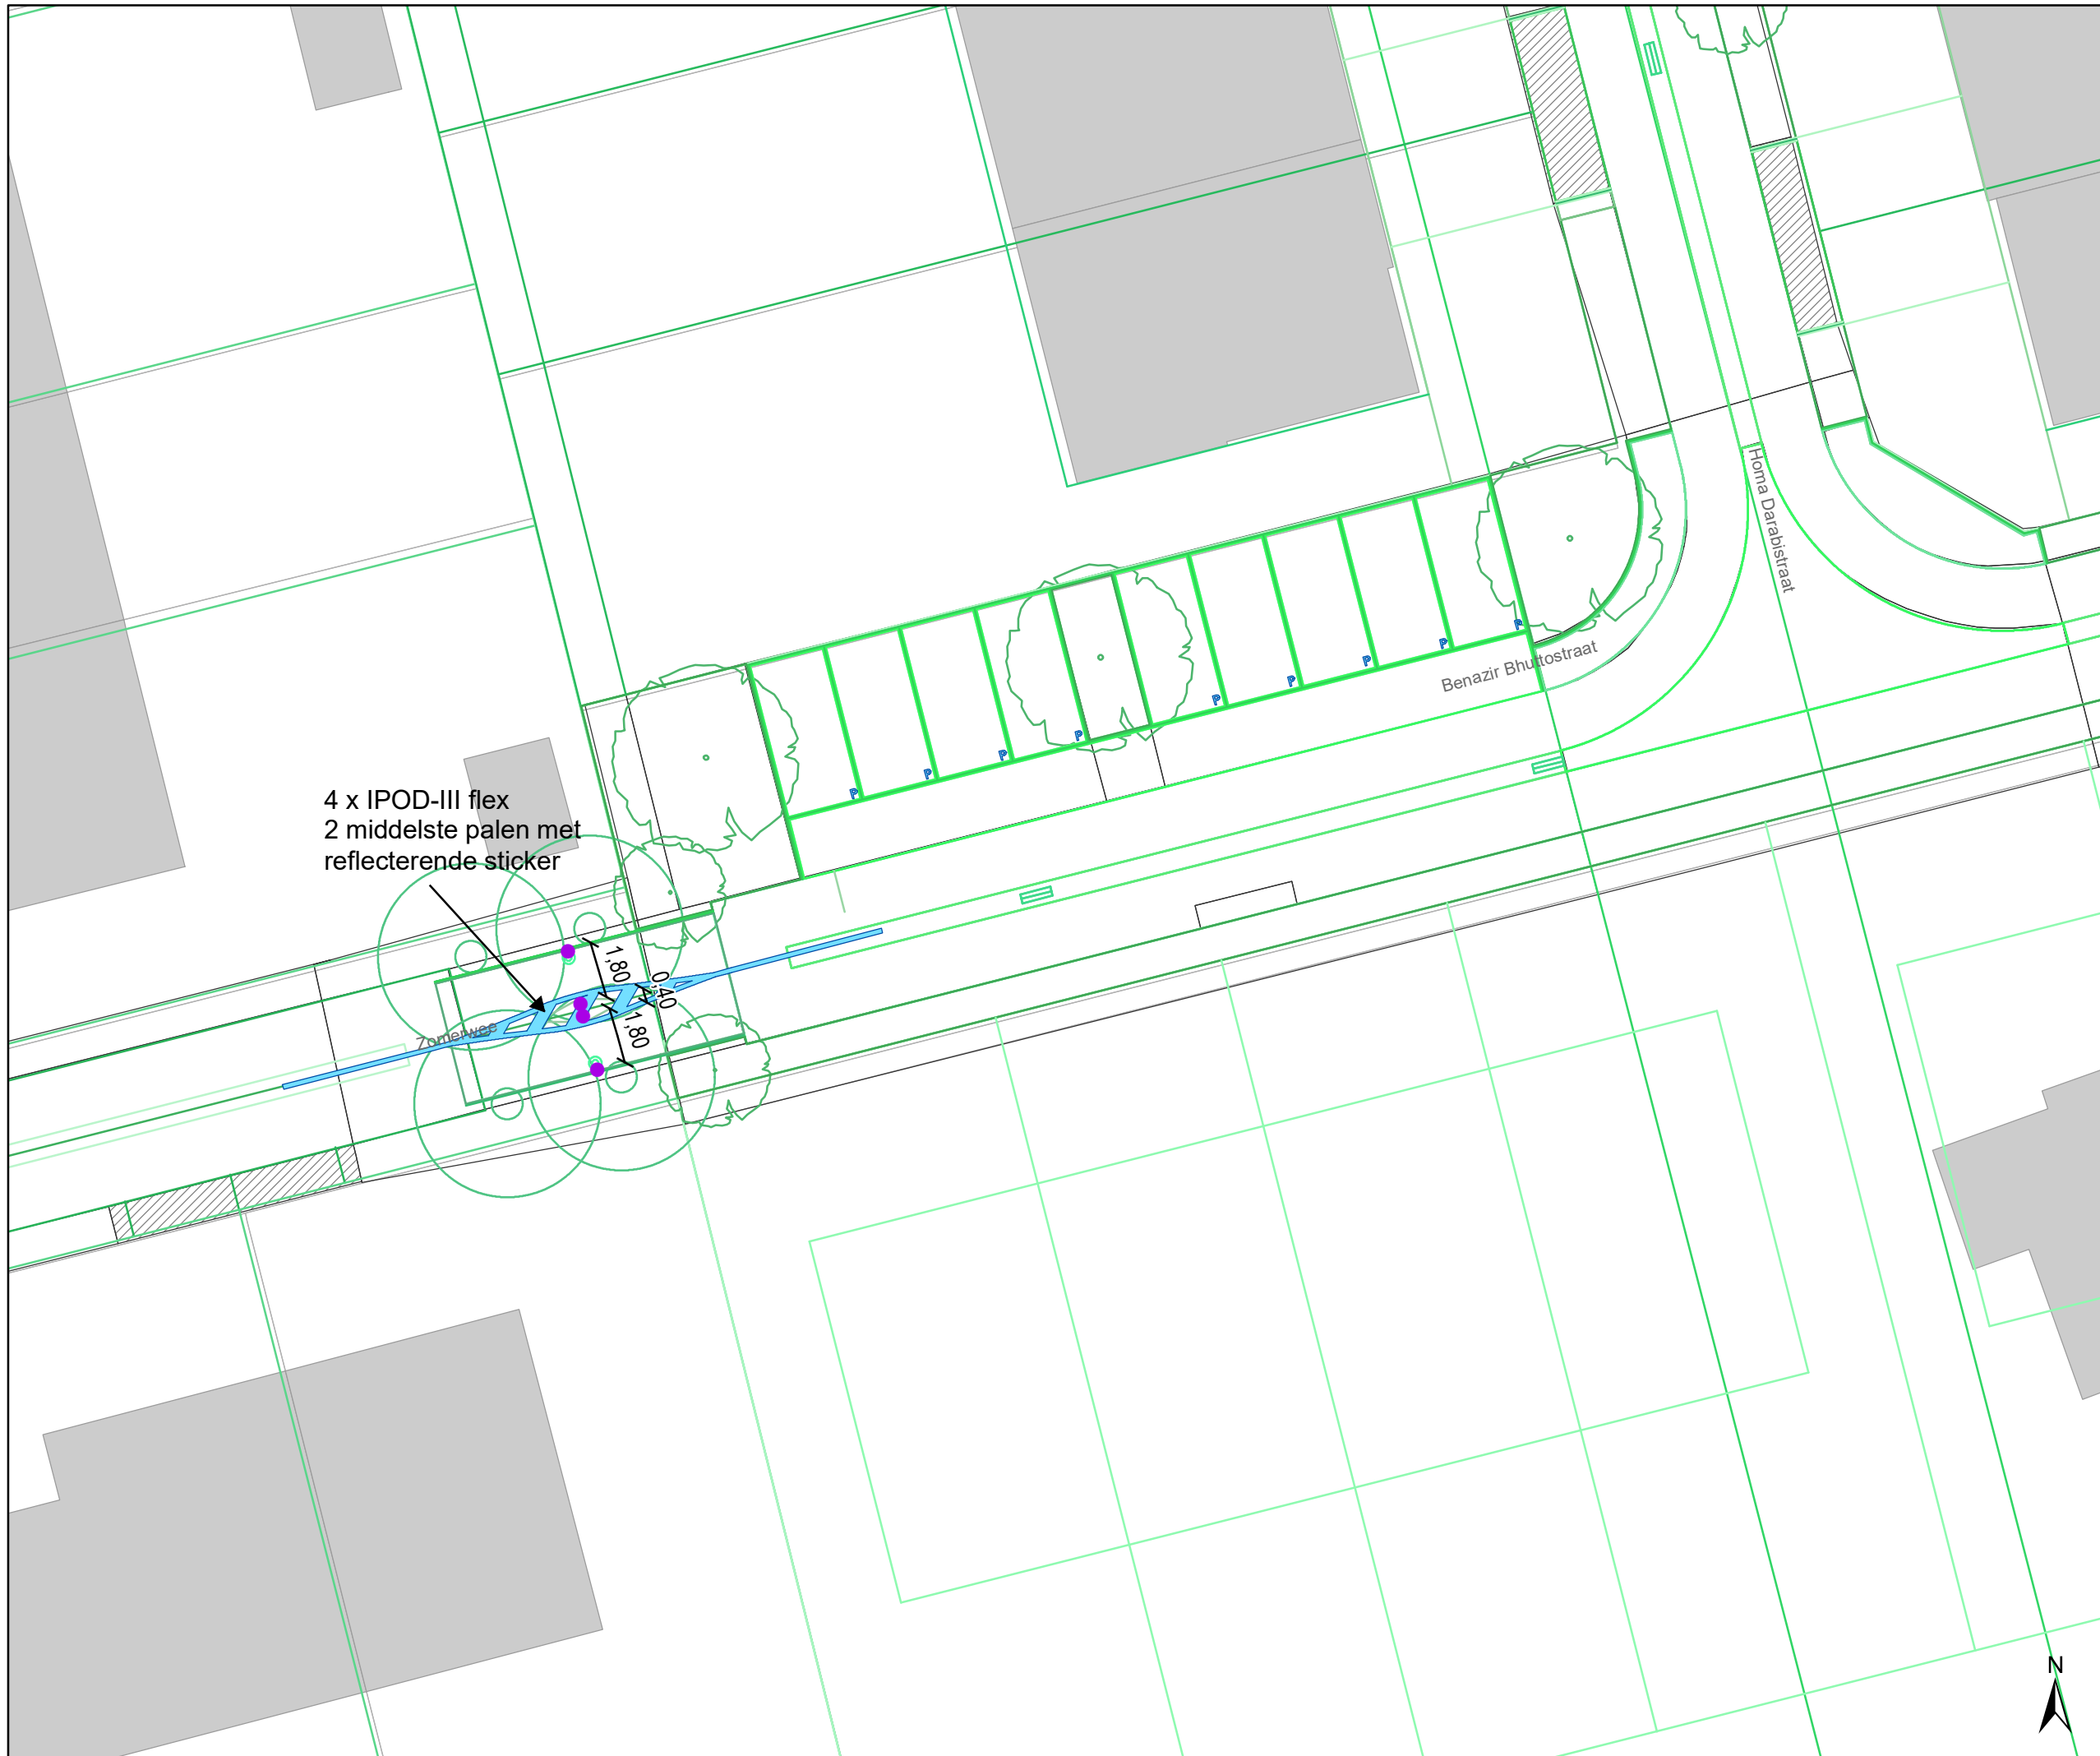 Homa Darabistraat
Benazir Bhuttostraat
P
P
P
P
P
P
P
P
P
4 x IPOD-III flex
2 middelste palen met
reflecterende sticker
1,80
0,40
1,80
Zomerweg
N